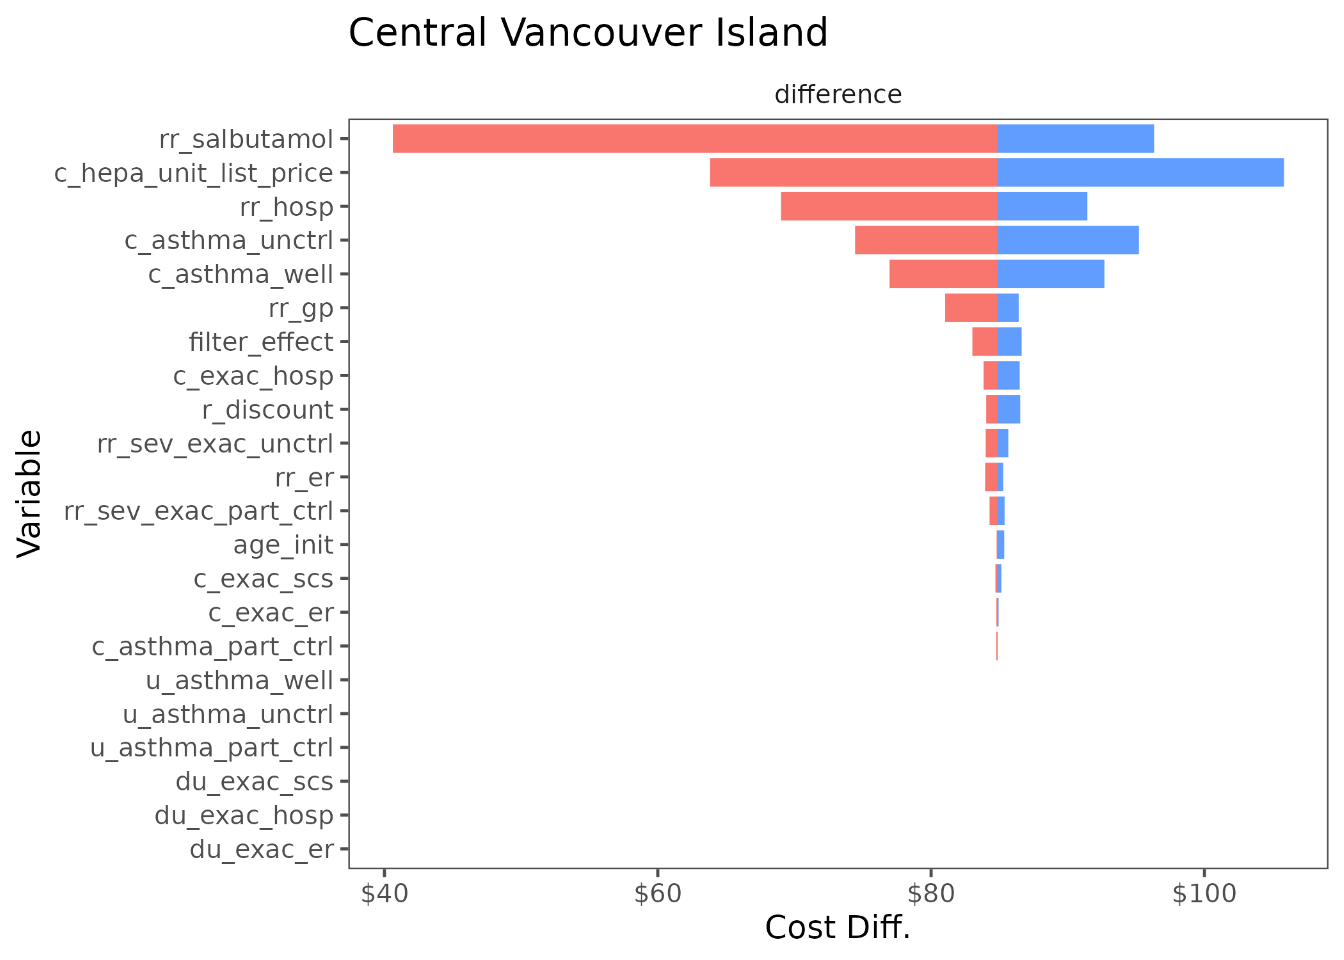 Central Vancouver Island
difference
rr_salbutamol
c_hepa_unit_list_price
rr_hosp
c_asthma_unctrl
c_asthma_well
rr_gp
filter_effect
c_exac_hosp
r_discount
rr_sev_exac_unctrl
rr_er
rr_sev_exac_part_ctrl
age_init
c_exac_scs
c_exac_er
c_asthma_part_ctrl
u_asthma_well
u_asthma_unctrl
u_asthma_part_ctrl
du_exac_scs
du_exac_hosp
du_exac_er
Variable
$40 $60 $80 $100
Cost Diff.